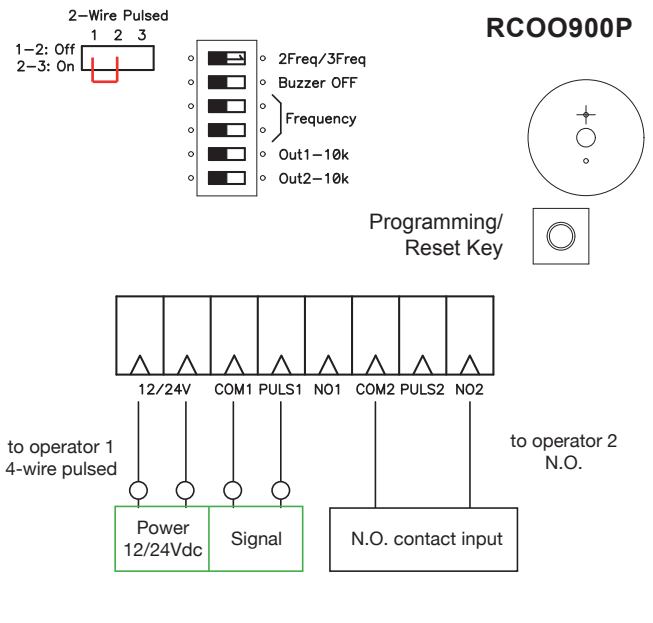 2-Wire Pulsed
1 2 3
1-2: Off
2-3: On
2Freq/3Freq
Buzzer OFF
Frequency
Out1-10k
Out2-10k
RCOO900P
Programming/
Reset Key
12/24V COM1 PULS1 NO1 COM2 PULS2 NO2
to operator 1
4-wire pulsed
to operator 2
N.O.
Power
12/24Vdc
Signal
N.O. contact input